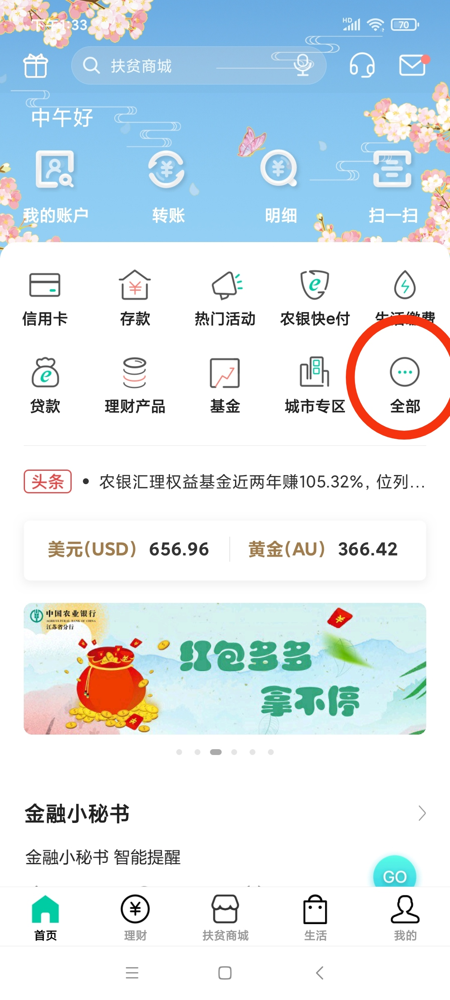 下午1:33
HD
70
扶贫商城
中午好
我的账户 转账 明细 扫一扫
信用卡 存款 热门活动 农银快e付 生活缴费
贷款 理财产品 基金 城市专区 全部
头条 • 农银汇理权益基金近两年赚105.32%, 位列...
美元(USD) 656.96 黄金(AU) 366.42
中国农业银行
AGRICULTURAL BANK OF CHINA
江苏省分行
红包多多
拿不停
金融小秘书
金融小秘书 智能提醒
GO
首页 理财 扶贫商城 生活 我的